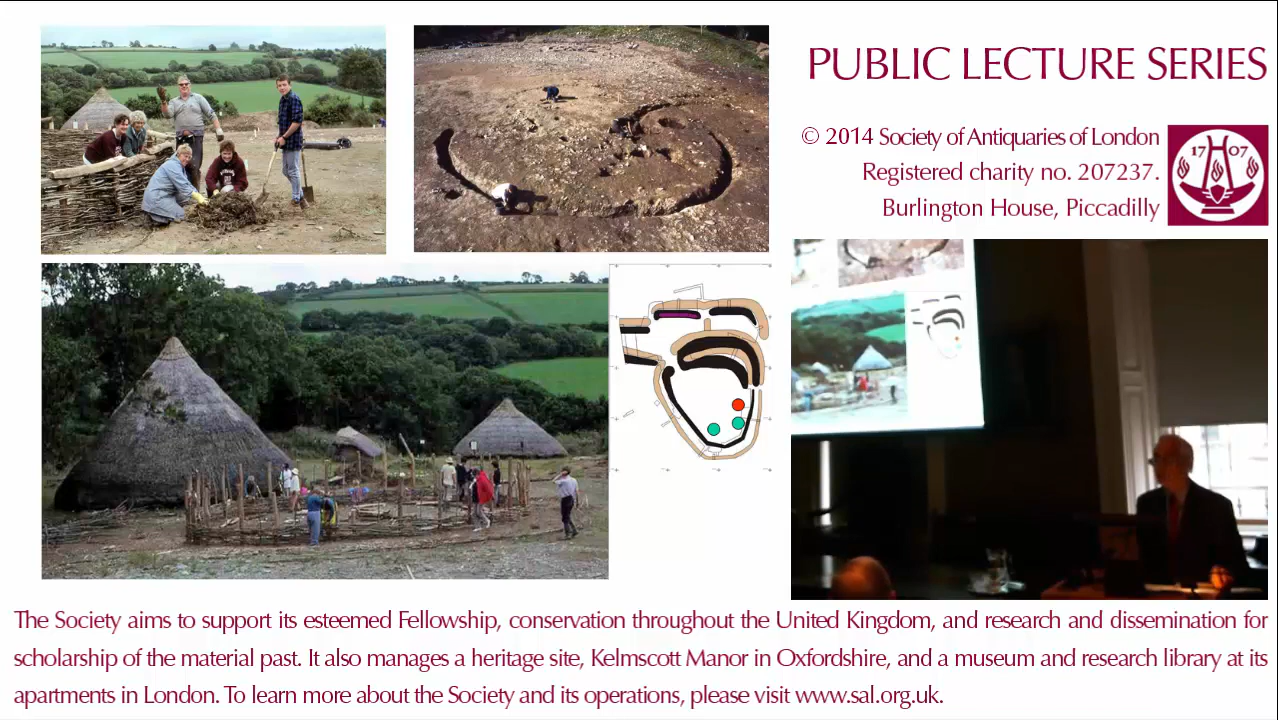 PUBLIC LECTURE SERIES
© 2014 Society of Antiquaries of London
Registered charity no. 207237.
Burlington House, Piccadilly
17 07
The Society aims to support its esteemed Fellowship, conservation throughout the United Kingdom, and research and dissemination for
scholarship of the material past. It also manages a heritage site, Kelmscott Manor in Oxfordshire, and a museum and research library at its
apartments in London. To learn more about the Society and its operations, please visit www.sal.org.uk.